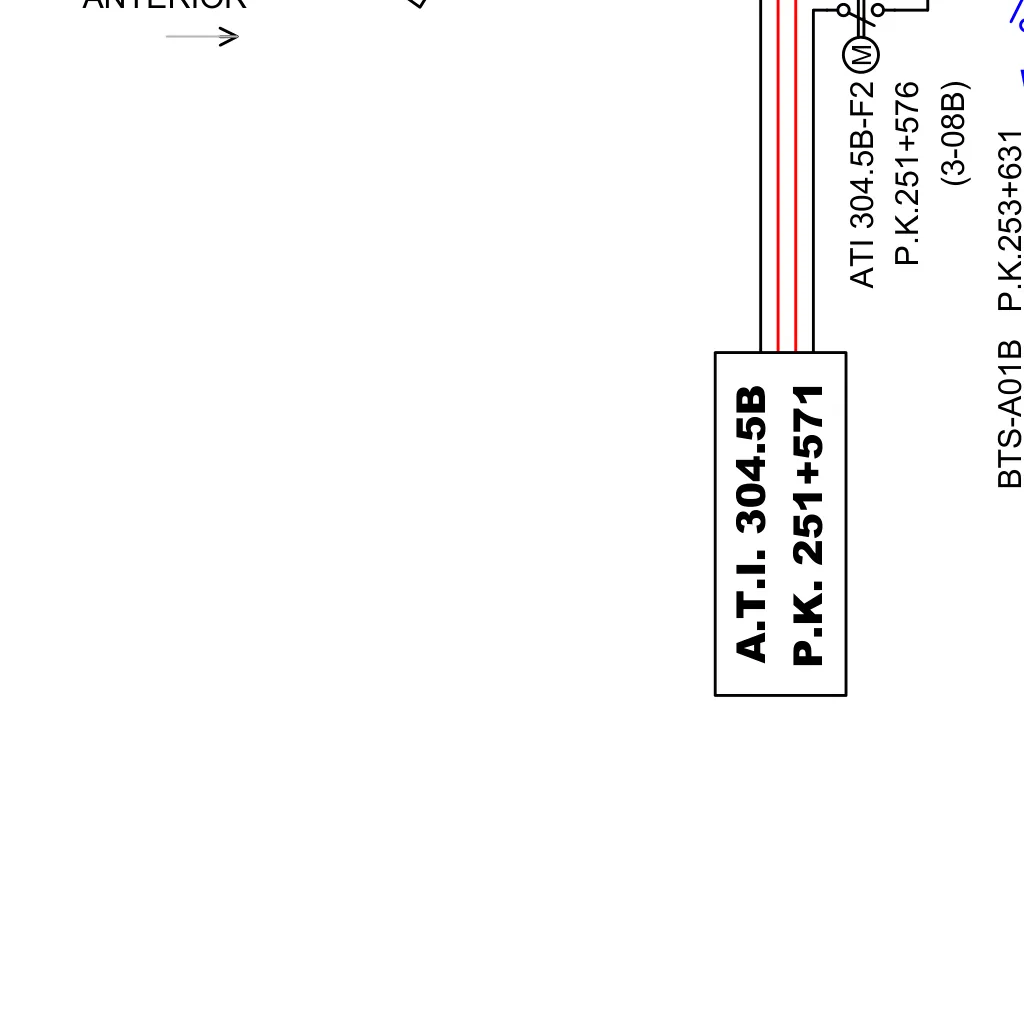 ANTERIOR
M
ATI 304.5B-F2
P.K.251+576
(3-08B)
BTS-A01B P.K.253+631
A.T.I. 304.5B
P.K. 251+571